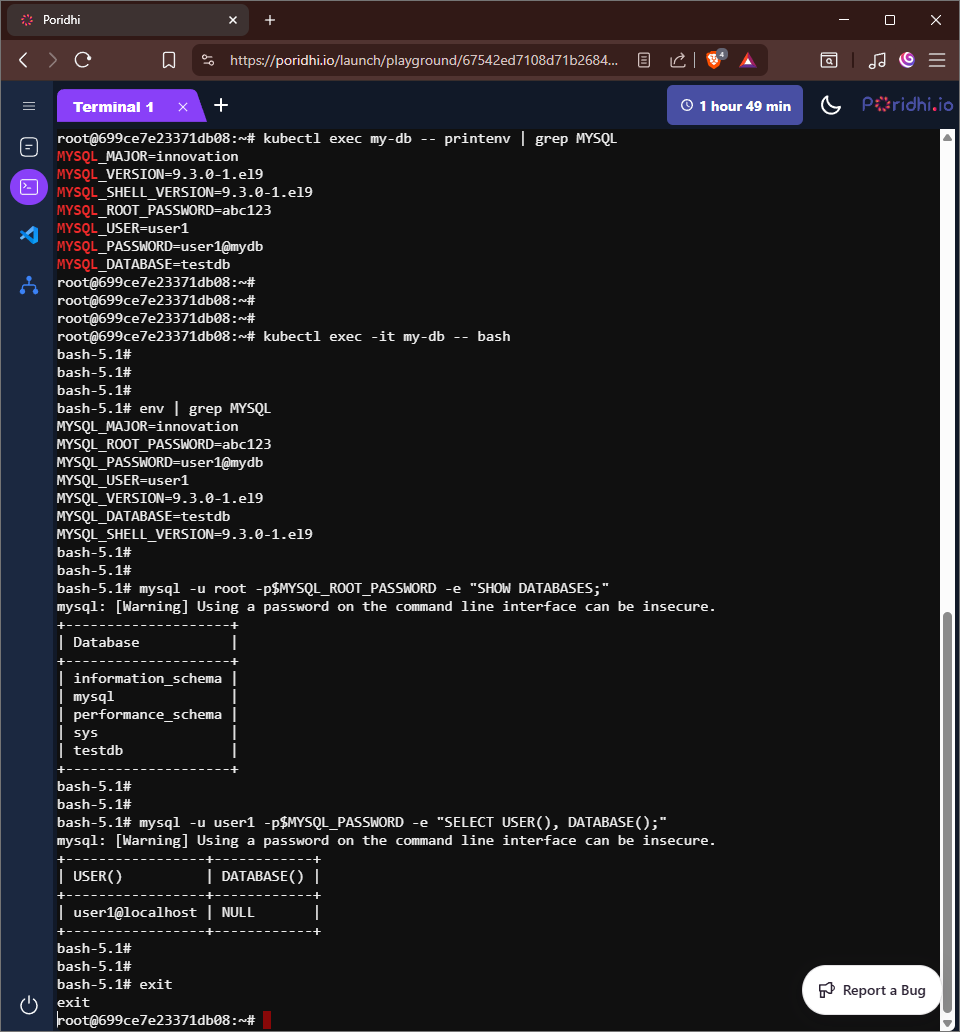 Poridhi
https://poridhi.io/launch/playground/67542ed7108d71b2684...
4
Terminal 1
1 hour 49 min
Poridhi.io
root@699ce7e23371db08:~# kubectl exec my-db -- printenv | grep MYSQL
MYSQL_MAJOR=innovation
MYSQL_VERSION=9.3.0-1.el9
MYSQL_SHELL_VERSION=9.3.0-1.el9
MYSQL_ROOT_PASSWORD=abc123
MYSQL_USER=user1
MYSQL_PASSWORD=user1@mydb
MYSQL_DATABASE=testdb
root@699ce7e23371db08:~#
root@699ce7e23371db08:~#
root@699ce7e23371db08:~#
root@699ce7e23371db08:~# kubectl exec -it my-db -- bash
bash-5.1#
bash-5.1#
bash-5.1#
bash-5.1# env | grep MYSQL
MYSQL_MAJOR=innovation
MYSQL_ROOT_PASSWORD=abc123
MYSQL_PASSWORD=user1@mydb
MYSQL_USER=user1
MYSQL_VERSION=9.3.0-1.el9
MYSQL_DATABASE=testdb
MYSQL_SHELL_VERSION=9.3.0-1.el9
bash-5.1#
bash-5.1#
bash-5.1# mysql -u root -p$MYSQL_ROOT_PASSWORD -e "SHOW DATABASES;"
mysql: [Warning] Using a password on the command line interface can be insecure.
+--------------------+
| Database           |
+--------------------+
| information_schema |
| mysql              |
| performance_schema |
| sys                |
| testdb             |
+--------------------+
bash-5.1#
bash-5.1#
bash-5.1# mysql -u user1 -p$MYSQL_PASSWORD -e "SELECT USER(), DATABASE();"
mysql: [Warning] Using a password on the command line interface can be insecure.
+-----------------+------------+
| USER()          | DATABASE() |
+-----------------+------------+
| user1@localhost | NULL       |
+-----------------+------------+
bash-5.1#
bash-5.1#
bash-5.1# exit
exit
root@699ce7e23371db08:~#
Report a Bug